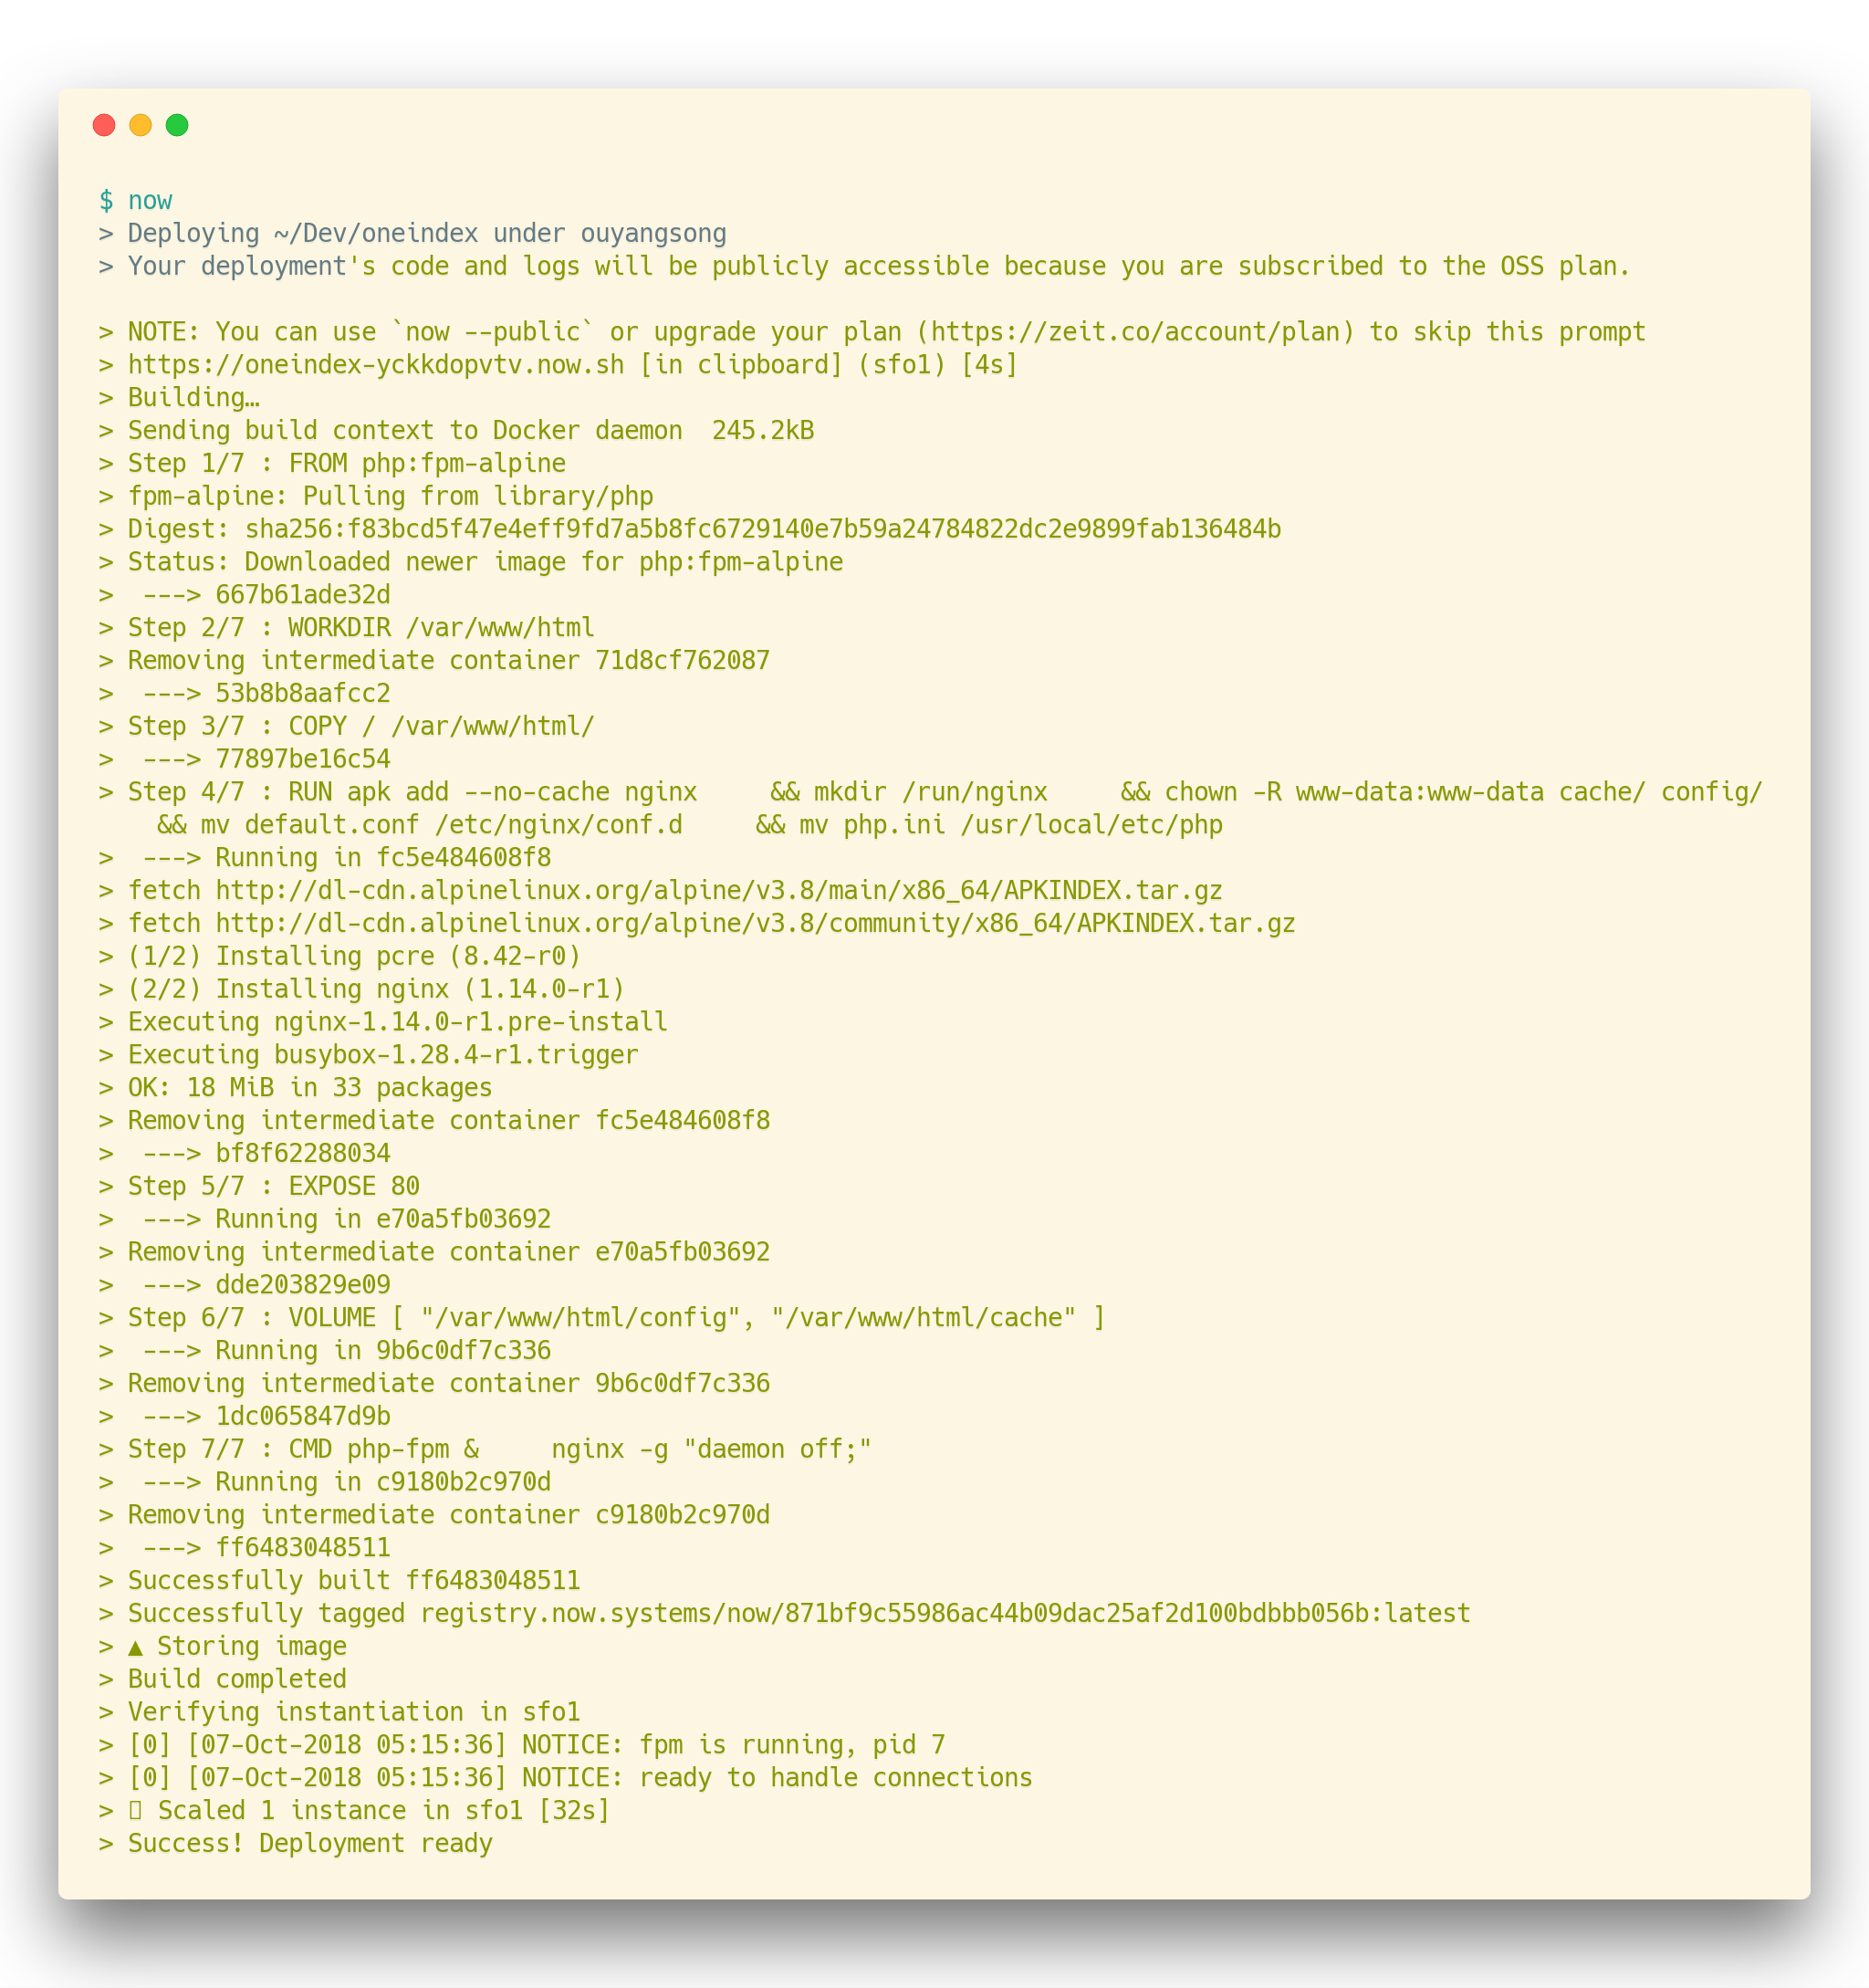 $ now
> Deploying ~/Dev/oneindex under ouyangsong
> Your deployment's code and logs will be publicly accessible because you are subscribed to the OSS plan.
> NOTE: You can use `now --public` or upgrade your plan (https://zeit.co/account/plan) to skip this prompt
> https://oneindex-yckkdopvtv.now.sh [in clipboard] (sfo1) [4s]
> Building…
> Sending build context to Docker daemon  245.2kB
> Step 1/7 : FROM php:fpm-alpine
> fpm-alpine: Pulling from library/php
> Digest: sha256:f83bcd5f47e4eff9fd7a5b8fc6729140e7b59a24784822dc2e9899fab136484b
> Status: Downloaded newer image for php:fpm-alpine
>  ---> 667b61ade32d
> Step 2/7 : WORKDIR /var/www/html
> Removing intermediate container 71d8cf762087
>  ---> 53b8b8aafcc2
> Step 3/7 : COPY / /var/www/html/
>  ---> 77897be16c54
> Step 4/7 : RUN apk add --no-cache nginx     && mkdir /run/nginx     && chown -R www-data:www-data cache/ config/
    && mv default.conf /etc/nginx/conf.d     && mv php.ini /usr/local/etc/php
>  ---> Running in fc5e484608f8
> fetch http://dl-cdn.alpinelinux.org/alpine/v3.8/main/x86_64/APKINDEX.tar.gz
> fetch http://dl-cdn.alpinelinux.org/alpine/v3.8/community/x86_64/APKINDEX.tar.gz
> (1/2) Installing pcre (8.42-r0)
> (2/2) Installing nginx (1.14.0-r1)
> Executing nginx-1.14.0-r1.pre-install
> Executing busybox-1.28.4-r1.trigger
> OK: 18 MiB in 33 packages
> Removing intermediate container fc5e484608f8
>  ---> bf8f62288034
> Step 5/7 : EXPOSE 80
>  ---> Running in e70a5fb03692
> Removing intermediate container e70a5fb03692
>  ---> dde203829e09
> Step 6/7 : VOLUME [ "/var/www/html/config", "/var/www/html/cache" ]
>  ---> Running in 9b6c0df7c336
> Removing intermediate container 9b6c0df7c336
>  ---> 1dc065847d9b
> Step 7/7 : CMD php-fpm &     nginx -g "daemon off;"
>  ---> Running in c9180b2c970d
> Removing intermediate container c9180b2c970d
>  ---> ff6483048511
> Successfully built ff6483048511
> Successfully tagged registry.now.systems/now/871bf9c55986ac44b09dac25af2d100bdbbb056b:latest
> ▲ Storing image
> Build completed
> Verifying instantiation in sfo1
> [0] [07-Oct-2018 05:15:36] NOTICE: fpm is running, pid 7
> [0] [07-Oct-2018 05:15:36] NOTICE: ready to handle connections
> ▯ Scaled 1 instance in sfo1 [32s]
> Success! Deployment ready